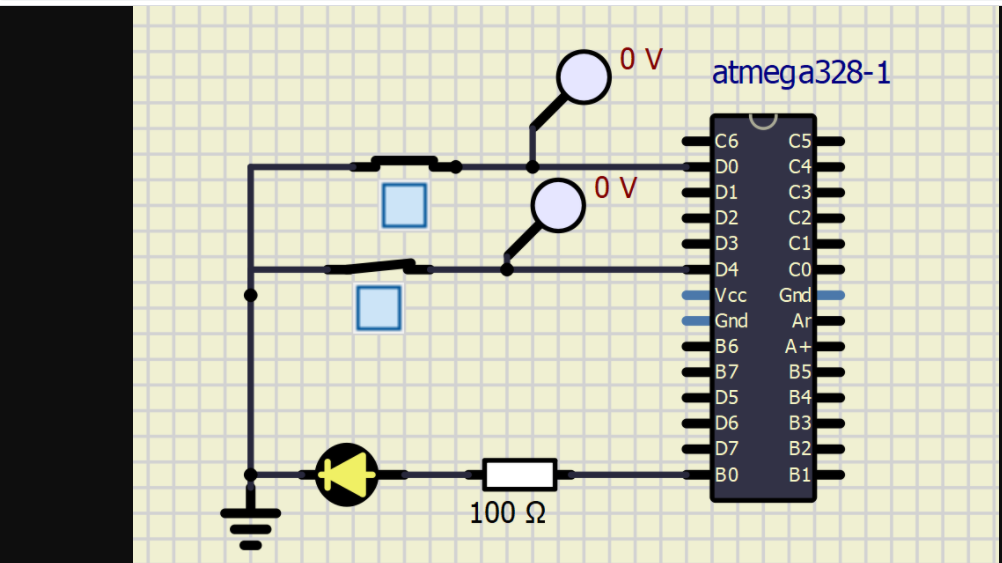 0 V
atmega328-1
0 V
C6 C5
D0 C4
D1 C3
D2 C2
D3 C1
D4 C0
Vcc Gnd
Gnd Ar
B6 A+
B7 B5
D5 B4
D6 B3
D7 B2
B0 B1
100 Ω